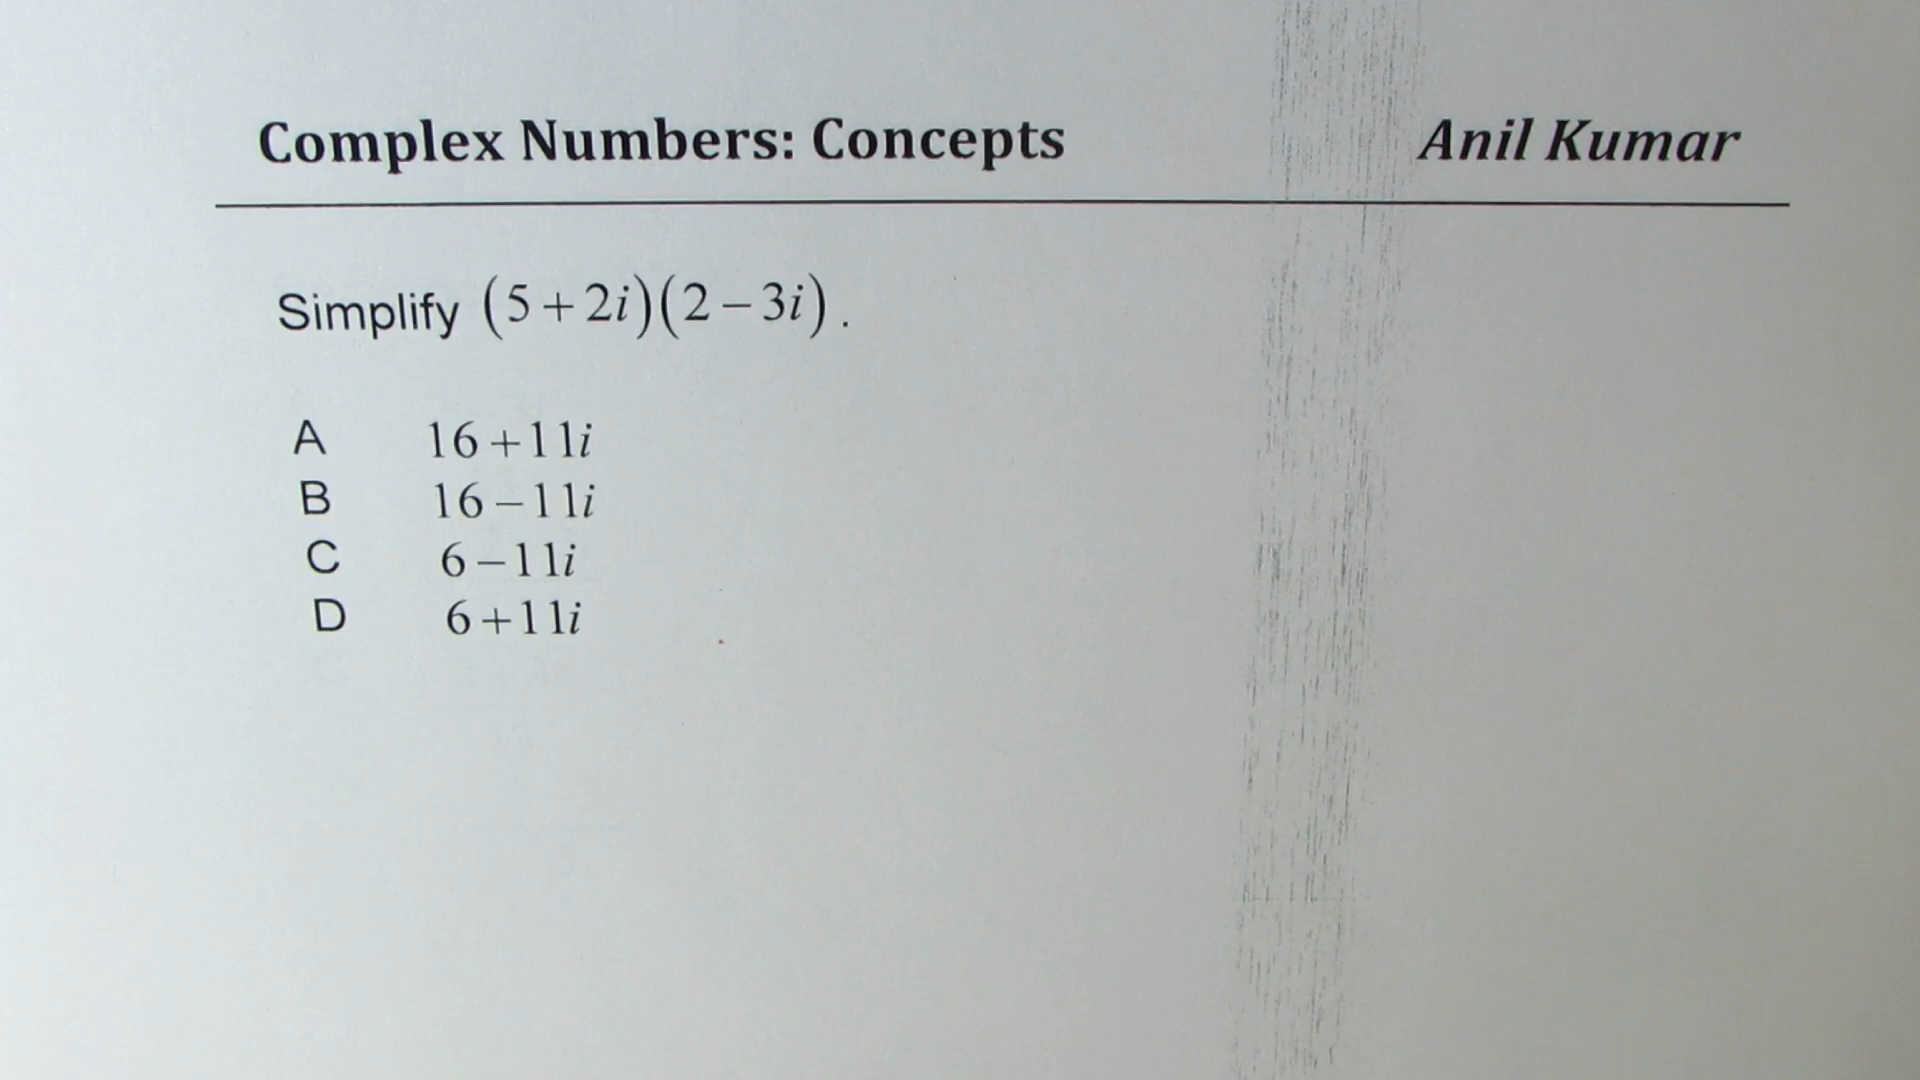 Complex Numbers: Concepts Anil Kumar
Simplify (5+2i)(2−3i).
A 16+11i
B 16−11i
C 6−11i
D 6+11i